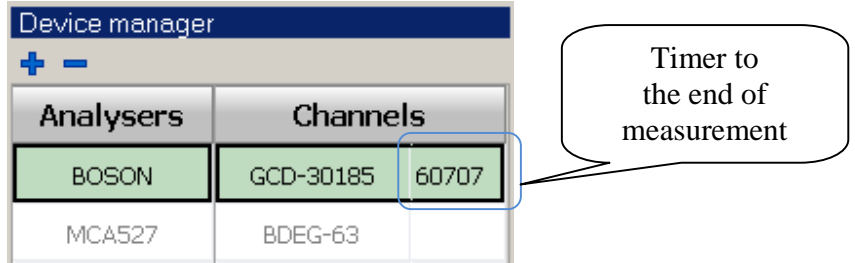 Device manager
Analysers Channels
BOSON GCD-30185 60707
MCA527 BDEG-63
Timer to
the end of
measurement